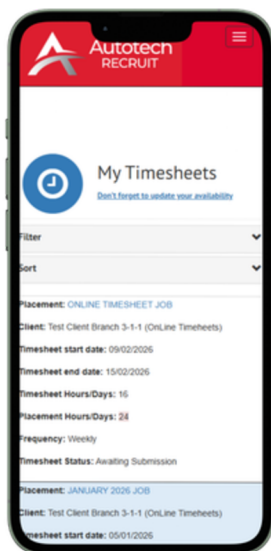 Autotech
RECRUIT
My Timesheets
Don't forget to update your availability
Filter
Sort
Placement: ONLINE TIMESHEET JOB
Client: Test Client Branch 3-1-1 (OnLine Timeheets)
Timesheet start date: 09/02/2026
Timesheet end date: 15/02/2026
Timesheet Hours/Days: 16
Placement Hours/Days: 24
Frequency: Weekly
Timesheet Status: Awaiting Submission
Placement: JANUARY 2026 JOB
Client: Test Client Branch 3-1-1 (OnLine Timeheets)
Timesheet start date: 05/01/2026